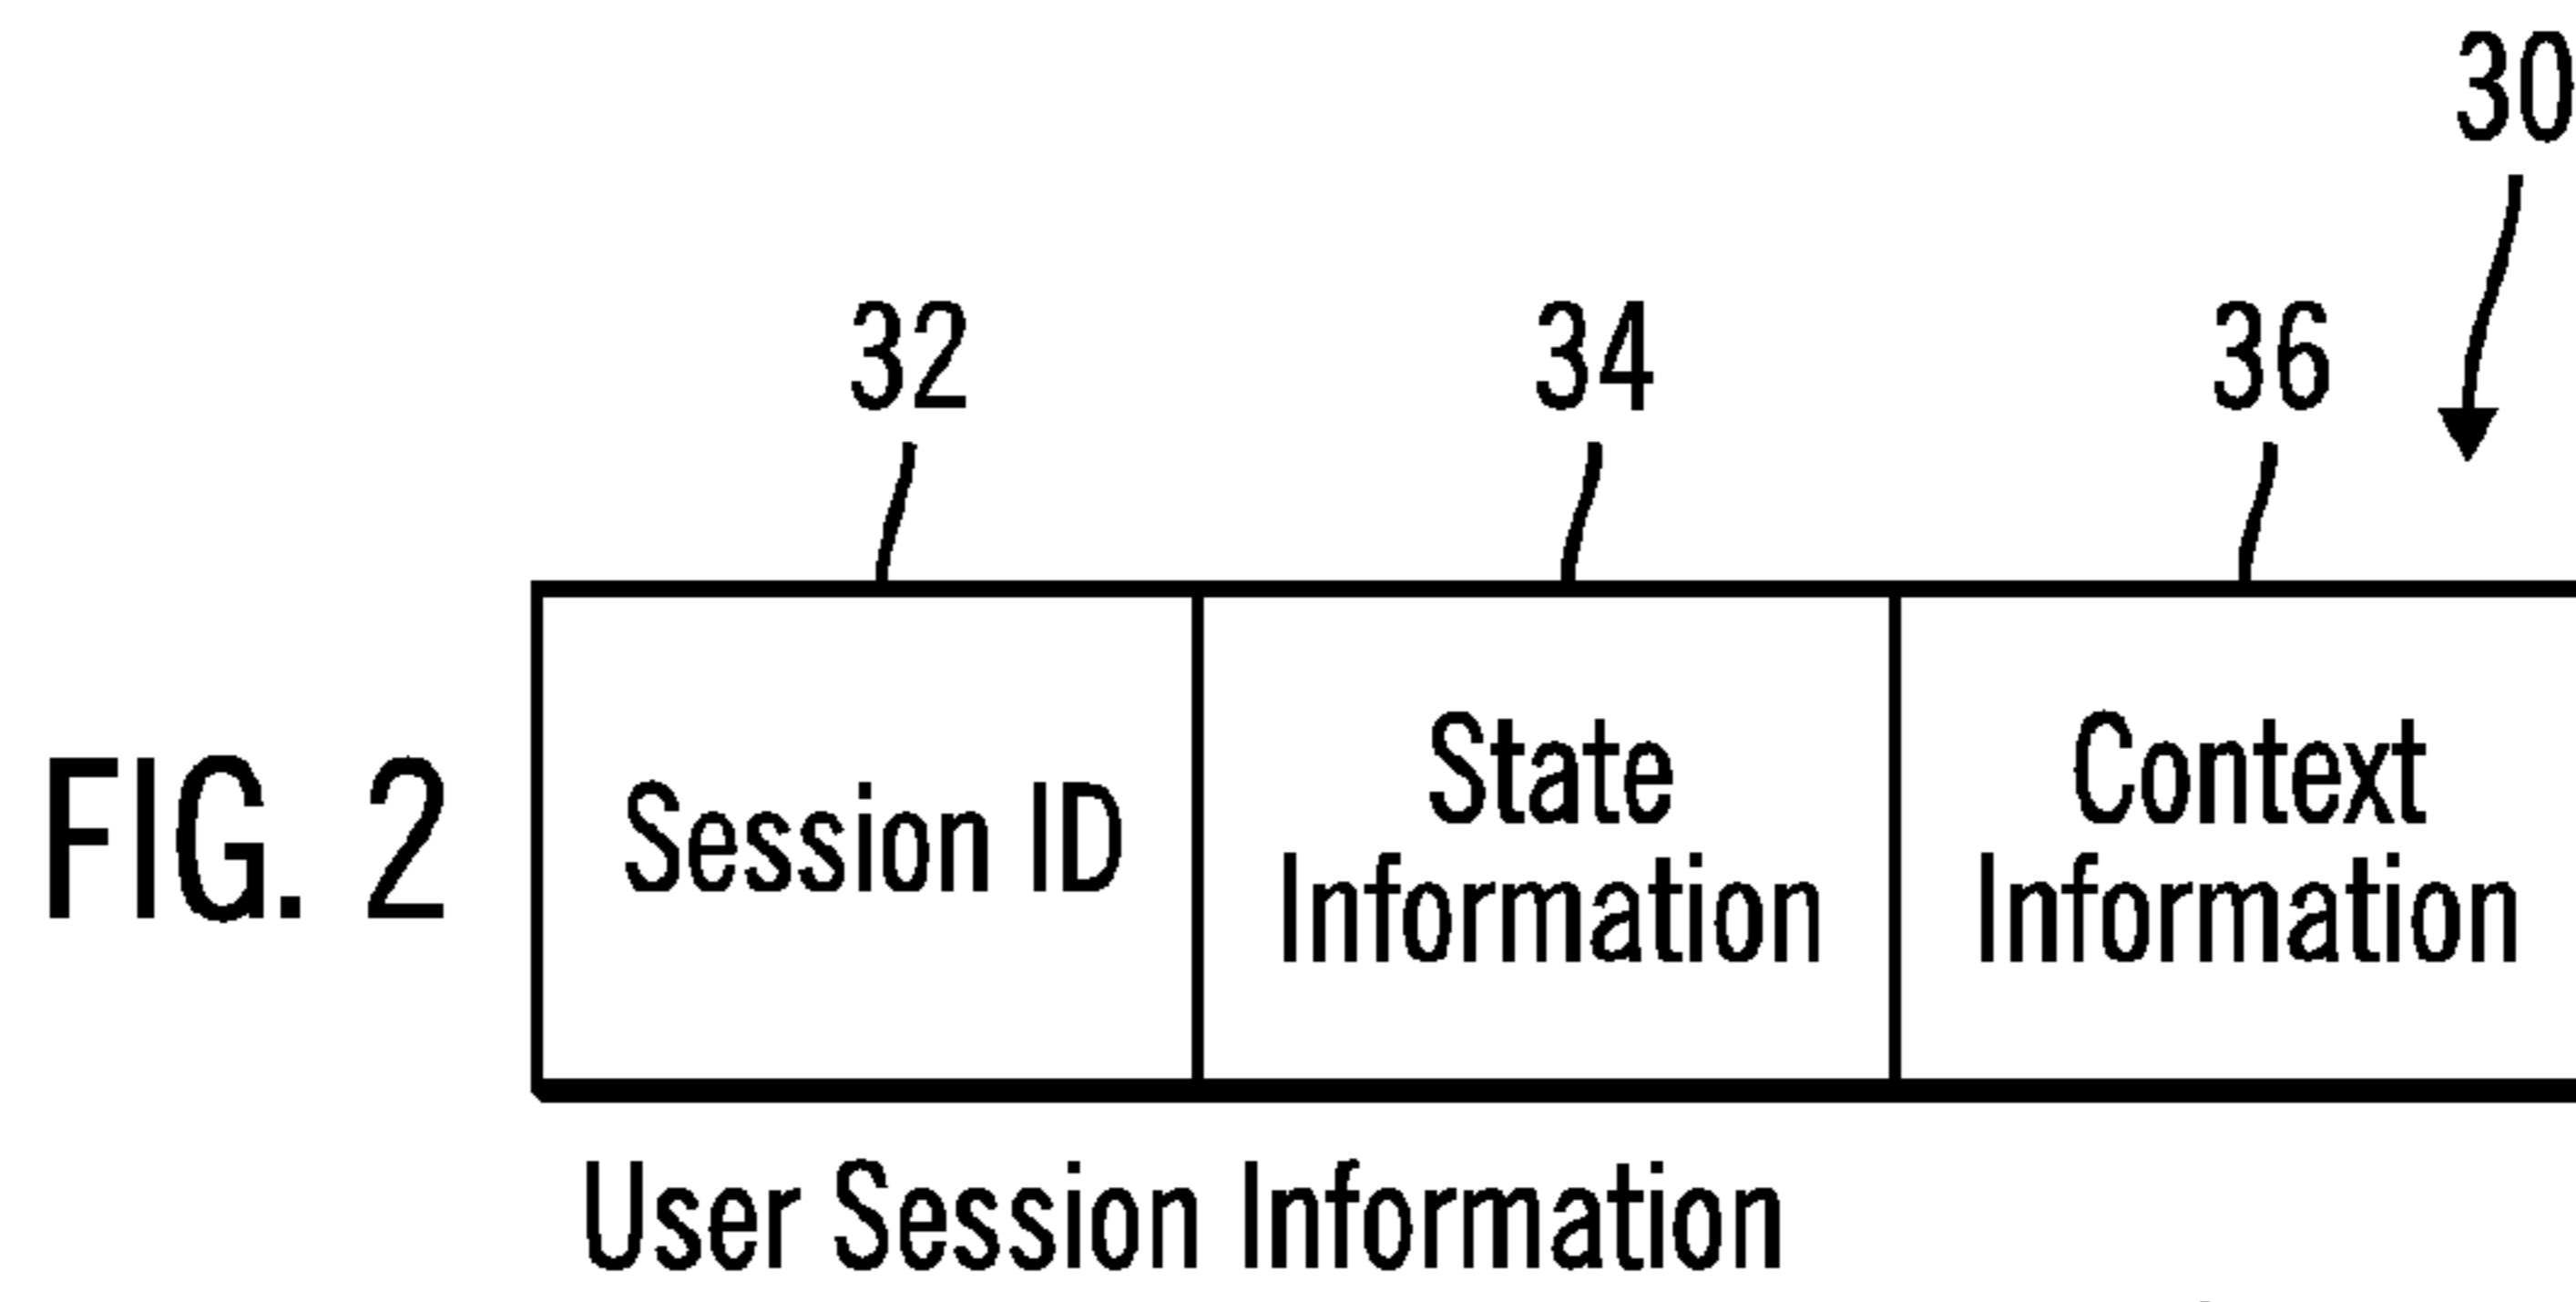 30
32 34 36
FIG. 2
Session ID
State
Information
Context
Information
User Session Information